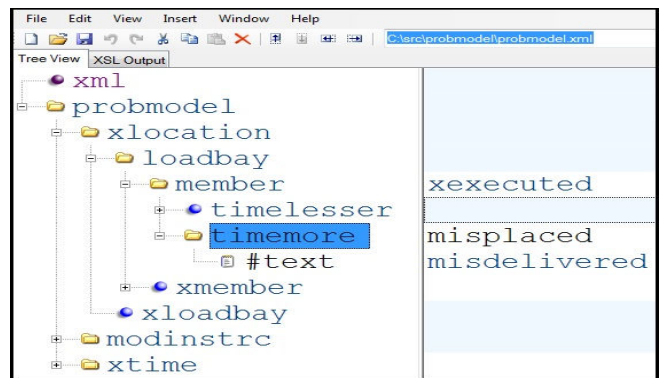 File Edit View Insert Window Help
C:\src\probmodel\probmodel.xml
Tree View XSL Output
xml
probmodel
xlocation
loadbay
member xexecuted
timelesser
timemore misplaced
#text misdelivered
xmember
xloadbay
modinstrc
xtime